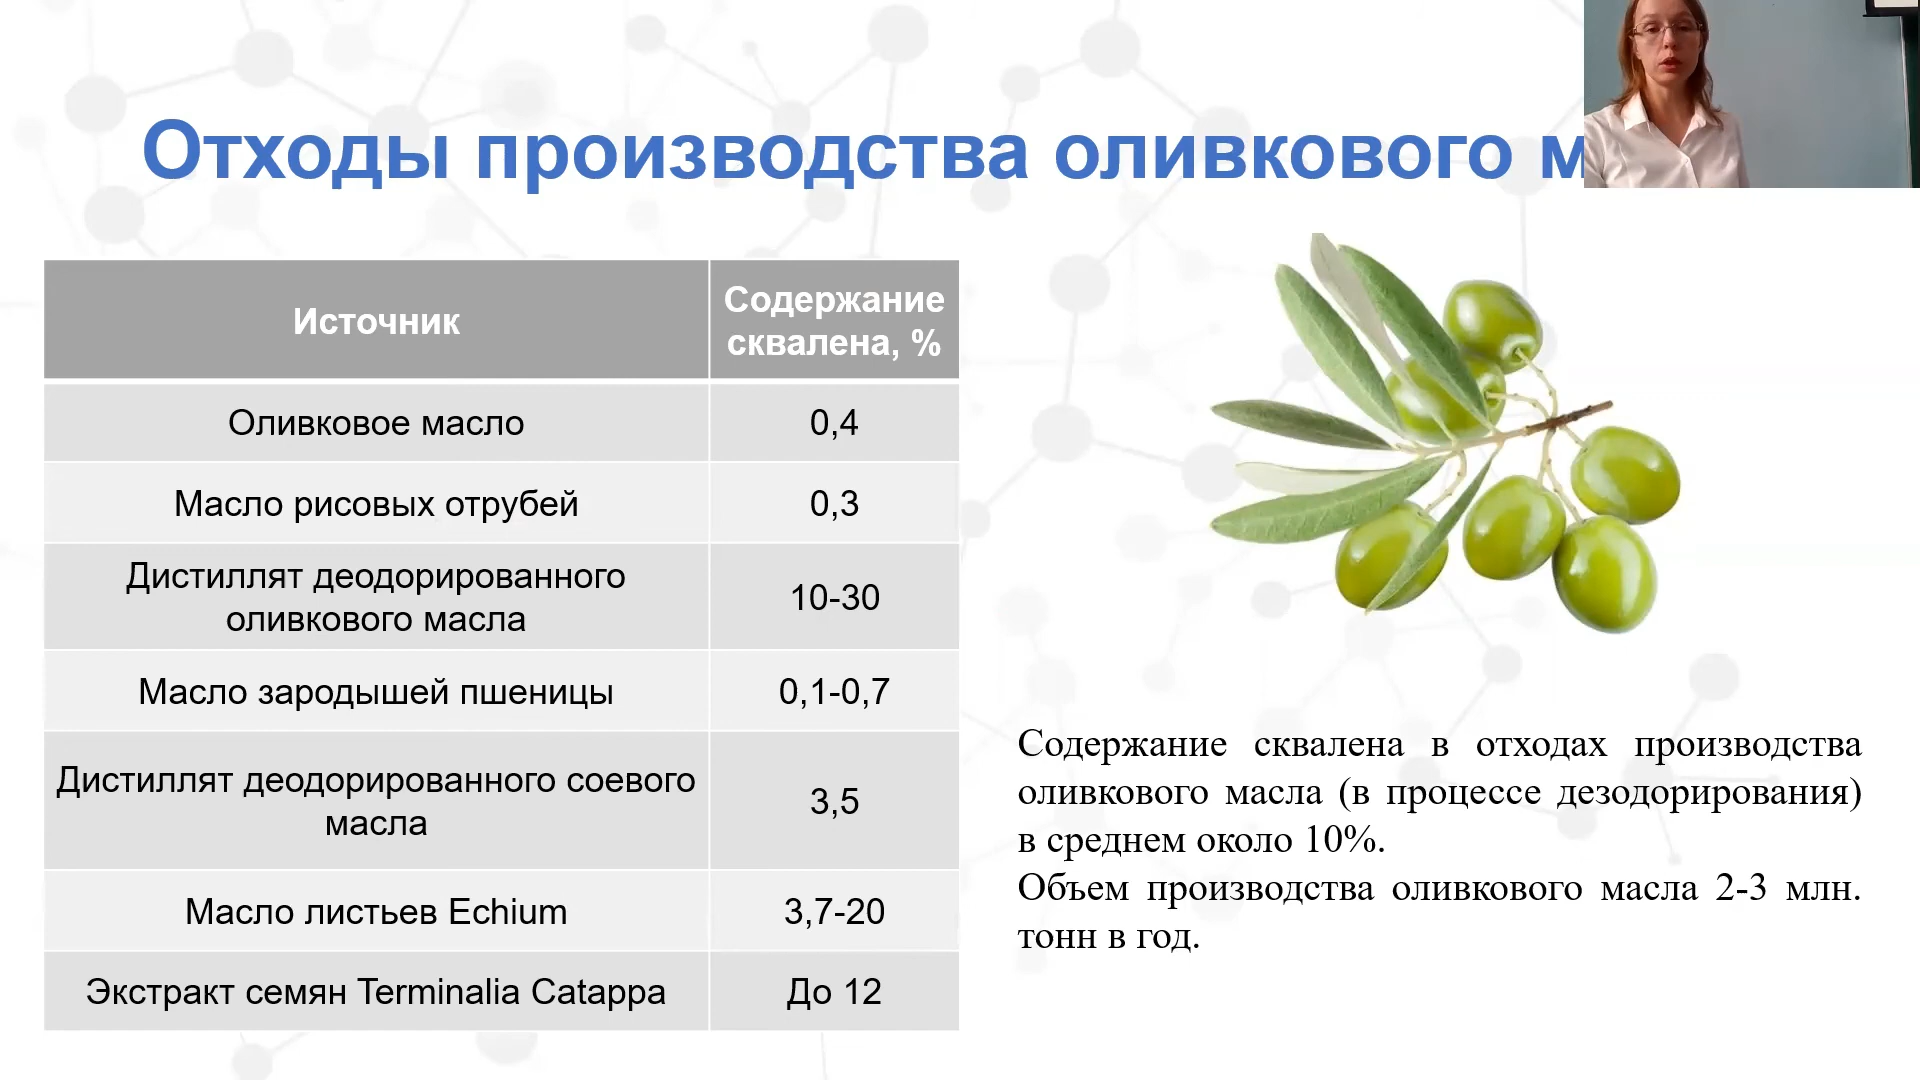 Отходы производства оливкового
Источник
Содержание
сквалена, %
Оливковое масло
0,4
Масло рисовых отрубей
0,3
Дистиллят деодорированного
оливкового масла
10-30
Масло зародышей пшеницы
0,1-0,7
Дистиллят деодорированного соевого
масла
3,5
Масло листьев Echium
3,7-20
Экстракт семян Terminalia Catappa
До 12
Содержание сквалена в отходах производства
оливкового масла (в процессе дезодорирования)
в среднем около 10%.
Объем производства оливкового масла 2-3 млн.
тонн в год.